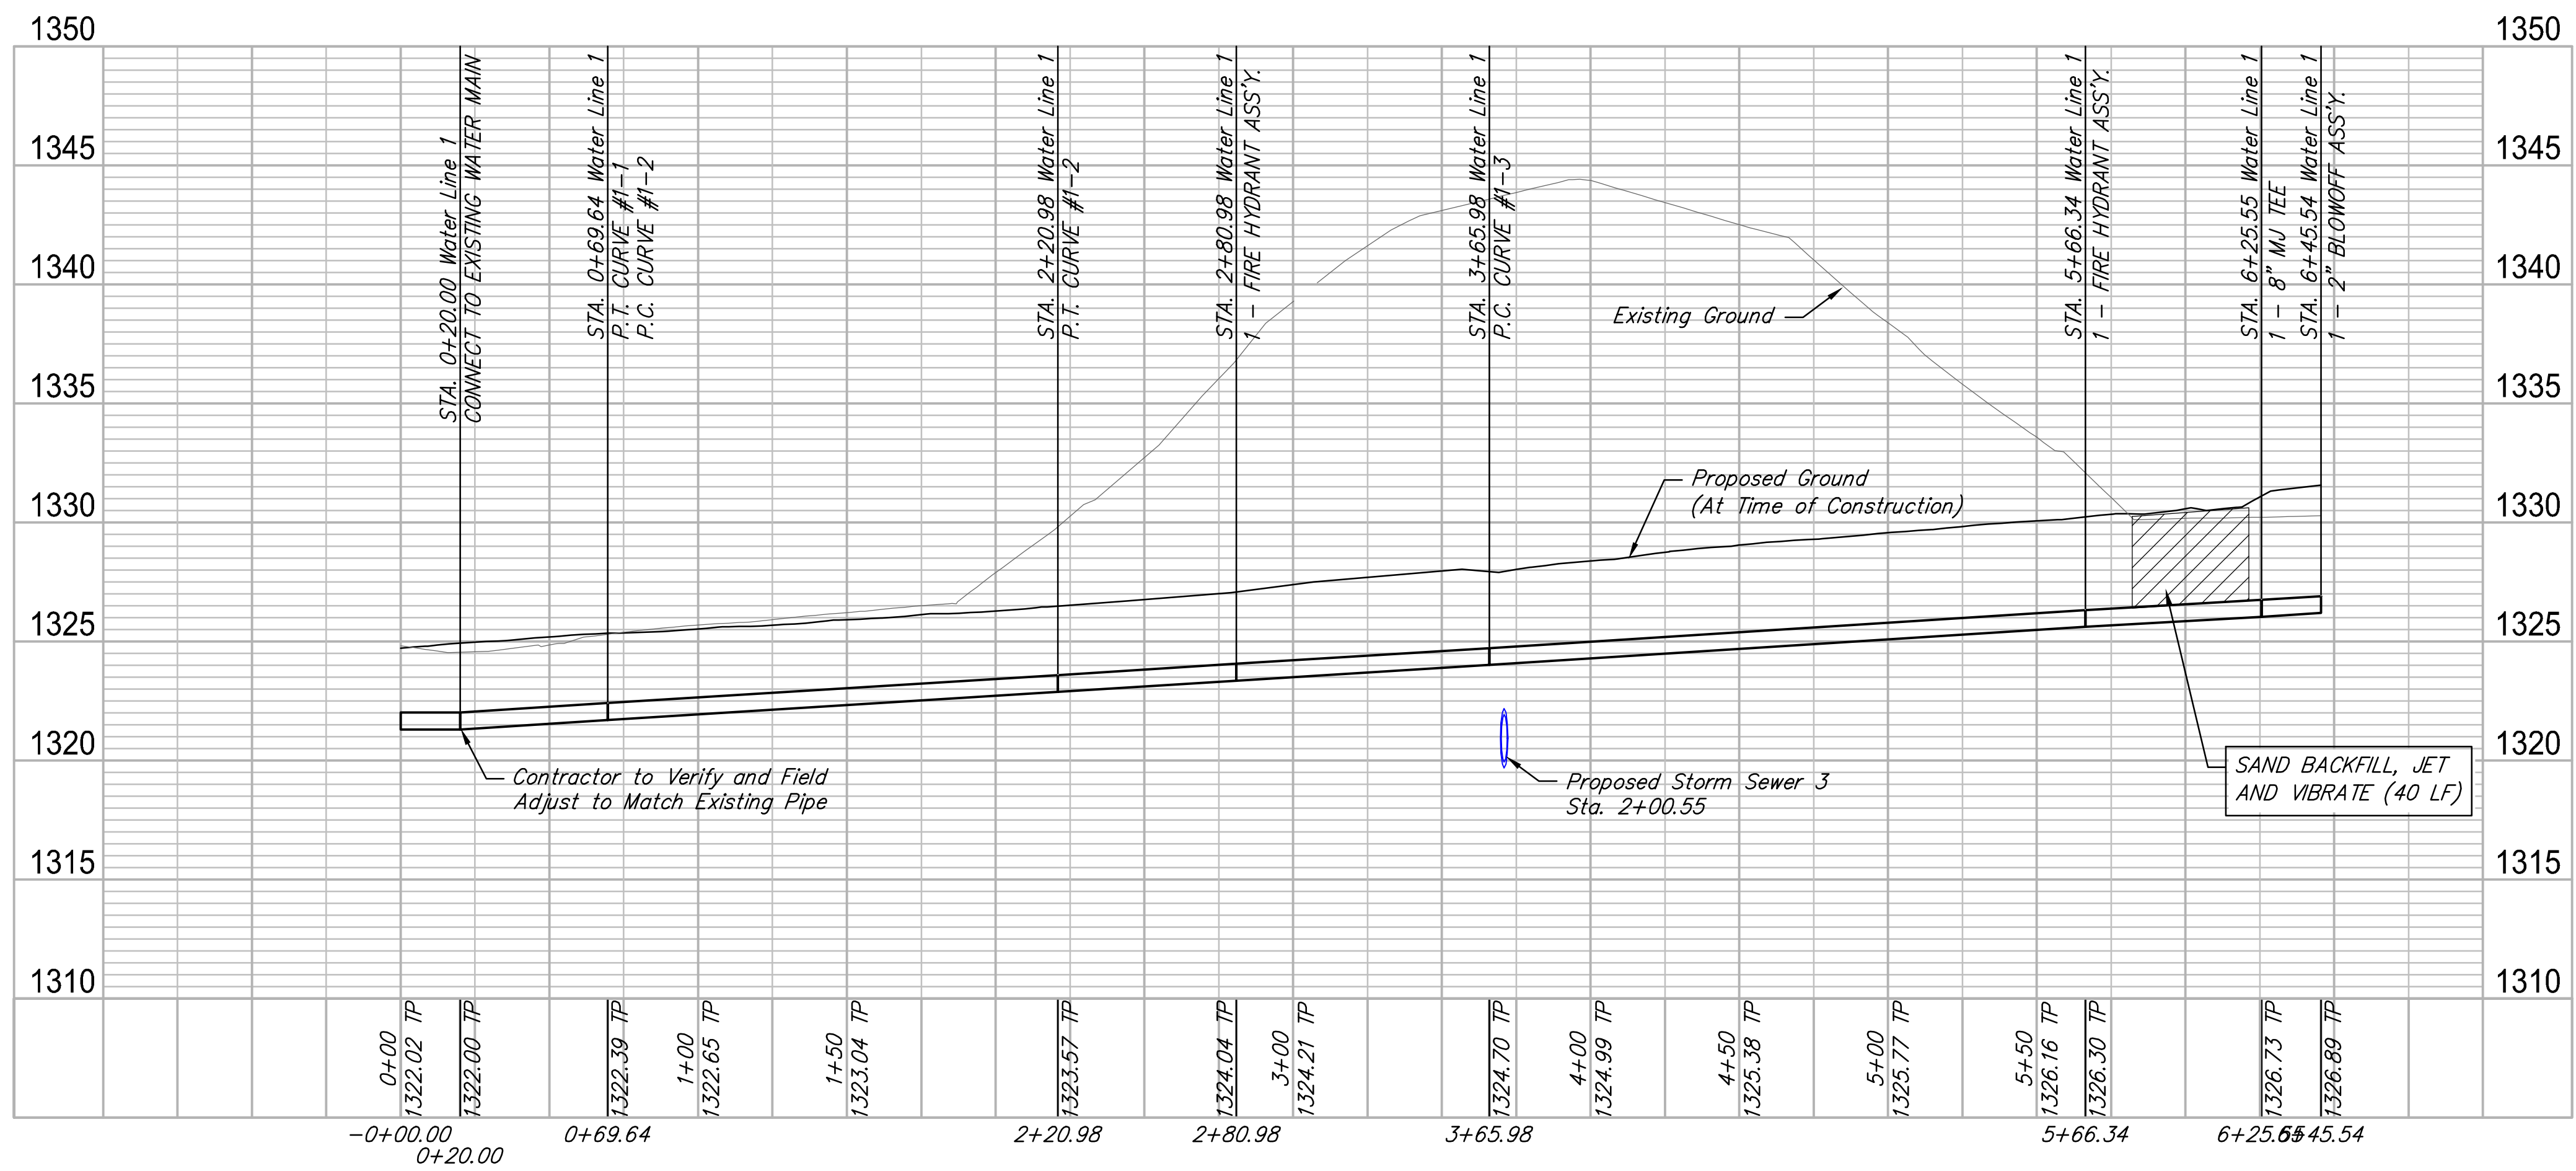 1350
1345
1340
1335
1330
1325
1320
1315
1310
1350
1345
1340
1335
1330
1325
1320
1315
1310
STA. 0+20.00 Water Line 1
CONNECT TO EXISTING WATER MAIN
STA. 0+69.64 Water Line 1
P.T. CURVE #1-1
P.C. CURVE #1-2
STA. 2+20.98 Water Line 1
P.T. CURVE #1-2
STA. 2+80.98 Water Line 1
1 - FIRE HYDRANT ASS'Y.
STA. 3+65.98 Water Line 1
P.C. CURVE #1-3
STA. 5+66.34 Water Line 1
1 - FIRE HYDRANT ASS'Y.
STA. 6+25.55 Water Line 1
1 - 8" MJ TEE
STA. 6+45.54 Water Line 1
1 - 2" BLOWOFF ASS'Y.
Existing Ground
Proposed Ground
(At Time of Construction)
Contractor to Verify and Field
Adjust to Match Existing Pipe
Proposed Storm Sewer 3
Sta. 2+00.55
SAND BACKFILL, JET
AND VIBRATE (40 LF)
0+00
1322.02 TP
1322.00 TP
1322.39 TP
1+00
1322.65 TP
1+50
1323.04 TP
1323.57 TP
1324.04 TP
3+00
1324.21 TP
1324.70 TP
4+00
1324.99 TP
4+50
1325.38 TP
5+00
1325.77 TP
5+50
1326.16 TP
1326.30 TP
1326.73 TP
1326.89 TP
-0+00.00
0+20.00
0+69.64
2+20.98
2+80.98
3+65.98
5+66.34
6+25.55
6+45.54